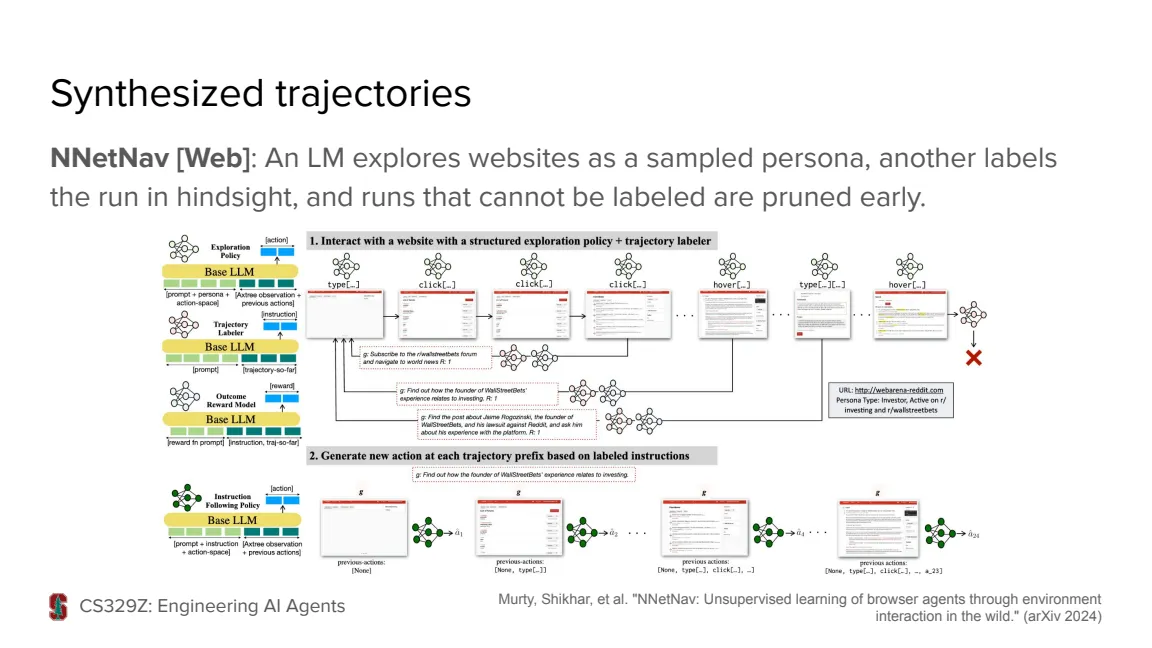 Synthesized trajectories
NNetNav [Web]: An LM explores websites as a sampled persona, another labels
the run in hindsight, and runs that cannot be labeled are pruned early.
Exploration
Policy
[action]
Base LLM
[prompt + persona +
action-space]
[Axtree observation +
previous actions]
Trajectory
Labeler
[instruction]
Base LLM
[prompt]
[trajectory-so-far]
Outcome
Reward Model
[reward]
Base LLM
[reward fn prompt]
[instruction, traj-so-far]
1. Interact with a website with a structured exploration policy + trajectory labeler
type[…]
click[…]
click[…]
click[…]
hover[…]
type[…][…]
hover[…]
g: Subscribe to the r/wallstreetbets forum
and navigate to world news R: 1
g: Find out how the founder of WallStreetBets'
experience relates to investing. R: 1
g: Find the post about Jaime Rogozinski, the founder of
WallStreetBets, and his lawsuit against Reddit, and ask him
about his experience with the platform. R: 1
URL: http://webarena-reddit.com
Persona Type: Investor, Active on r/
investing and r/wallstreetbets
2. Generate new action at each trajectory prefix based on labeled instructions
g: Find out how the founder of WallStreetBets' experience relates to investing.
Instruction
Following Policy
[action]
Base LLM
[prompt + instruction
+ action-space]
[Axtree observation
+ previous actions]
g
g
g
g
â1
â2
â4
â24
previous-actions:
[None]
previous actions:
[None, type[…]]
previous actions:
[None, type[…], click[…], …]
previous actions:
[None, type[…], click[…], …, a_23]
CS329Z: Engineering AI Agents
Murty, Shikhar, et al. "NNetNav: Unsupervised learning of browser agents through environment
interaction in the wild." (arXiv 2024)